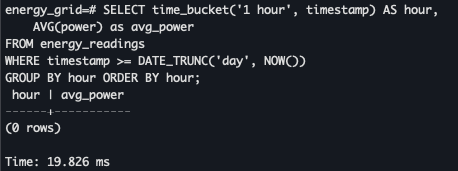 energy_grid=# SELECT time_bucket('1 hour', timestamp) AS hour,
    AVG(power) as avg_power
FROM energy_readings
WHERE timestamp >= DATE_TRUNC('day', NOW())
GROUP BY hour ORDER BY hour;
 hour | avg_power
------+-----------
(0 rows)

Time: 19.826 ms